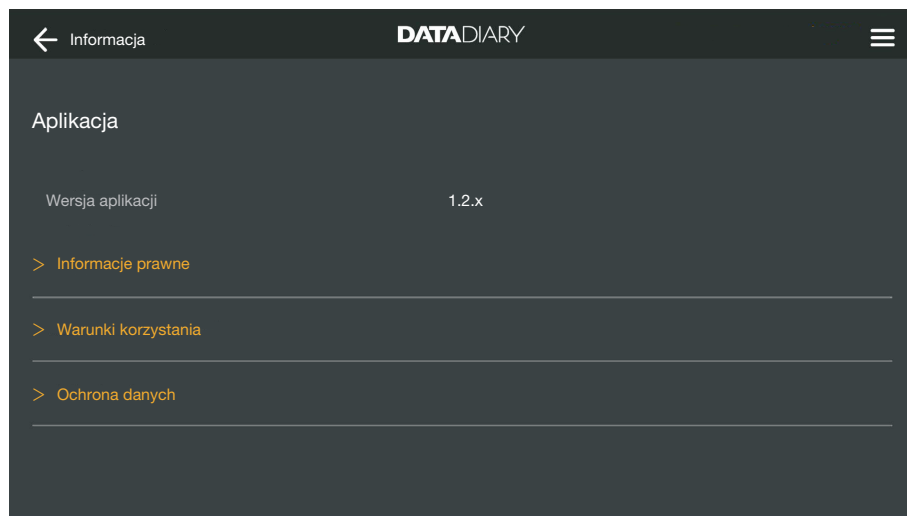 Informacja
DATADIARY
Aplikacja
Wersja aplikacji 1.2.x
> Informacje prawne
> Warunki korzystania
> Ochrona danych